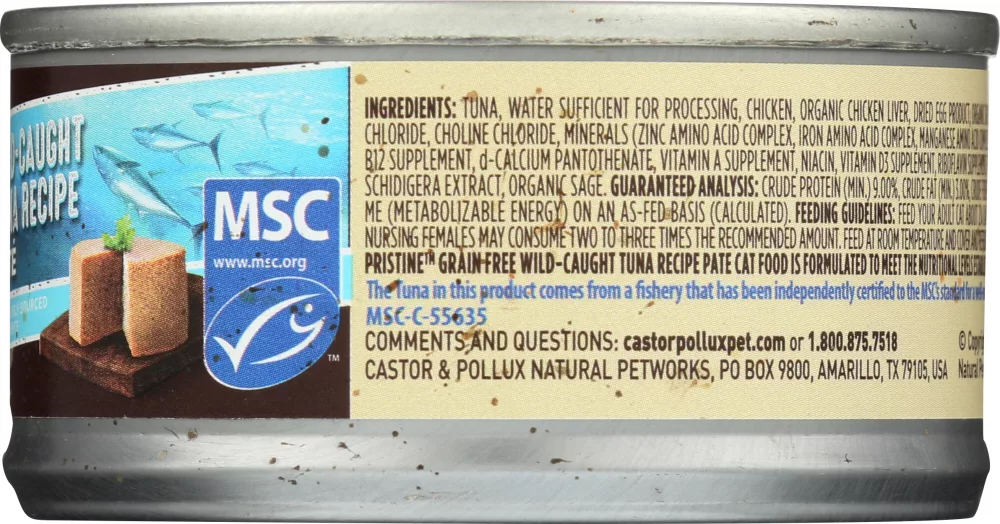 -CAUGHT
RECIPE
MSC
www.msc.org
TM
INGREDIENTS: TUNA, WATER SUFFICIENT FOR PROCESSING, CHICKEN, ORGANIC CHICKEN LIVER, DRIED EGG PRODUCT,
CHLORIDE, CHOLINE CHLORIDE, MINERALS (ZINC AMINO ACID COMPLEX, IRON AMINO ACID COMPLEX, MANGANESE AMINO
B12 SUPPLEMENT, d-CALCIUM PANTOTHENATE, VITAMIN A SUPPLEMENT, NIACIN, VITAMIN D3 SUPPLEMENT, RIBOFLAVIN
SCHIDIGERA EXTRACT, ORGANIC SAGE. GUARANTEED ANALYSIS: CRUDE PROTEIN (MIN.) 9.00%, CRUDE FAT (MIN.)
ME (METABOLIZABLE ENERGY) ON AN AS-FED BASIS (CALCULATED). FEEDING GUIDELINES: FEED YOUR ADULT CAT ABOUT
NURSING FEMALES MAY CONSUME TWO TO THREE TIMES THE RECOMMENDED AMOUNT. FEED AT ROOM TEMPERATURE AND
PRISTINE™ GRAIN FREE WILD-CAUGHT TUNA RECIPE PATE CAT FOOD IS FORMULATED TO MEET THE
The Tuna in this product comes from a fishery that has been independently certified to the MSC's standard for a
MSC-C-55635
COMMENTS AND QUESTIONS: castorpolluxpet.com or 1.800.875.7518
CASTOR & POLLUX NATURAL PETWORKS, PO BOX 9800, AMARILLO, TX 79105, USA
©
Natural